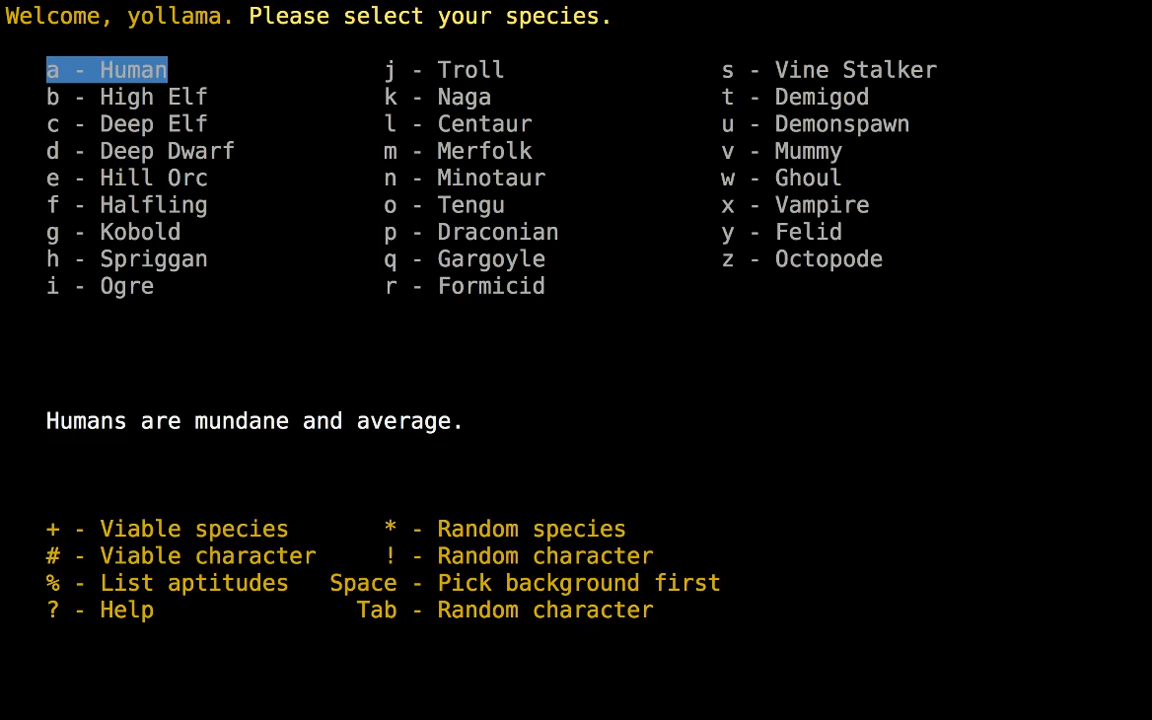 Welcome, yollama. Please select your species.
a - Human j - Troll s - Vine Stalker
b - High Elf k - Naga t - Demigod
c - Deep Elf l - Centaur u - Demonspawn
d - Deep Dwarf m - Merfolk v - Mummy
e - Hill Orc n - Minotaur w - Ghoul
f - Halfling o - Tengu x - Vampire
g - Kobold p - Draconian y - Felid
h - Spriggan q - Gargoyle z - Octopode
i - Ogre r - Formicid
Humans are mundane and average.
+ - Viable species * - Random species
# - Viable character ! - Random character
% - List aptitudes Space - Pick background first
? - Help Tab - Random character